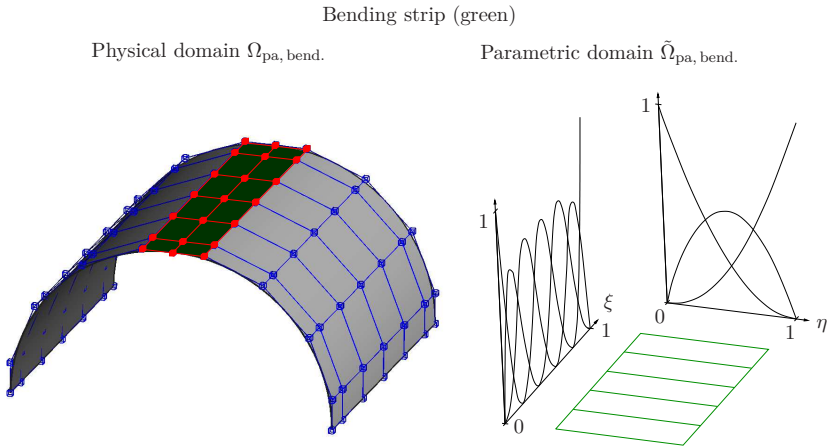 Bending strip (green)
Physical domain Ω_pa, bend.
Parametric domain Ω̃_pa, bend.
1
1
ξ
0
1
η
1
0